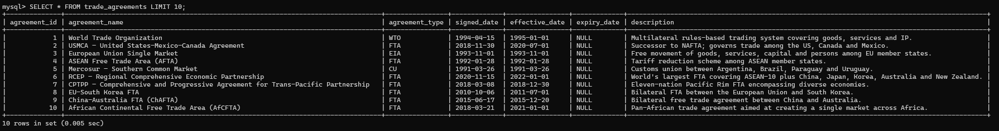 mysql> SELECT * FROM trade_agreements LIMIT 10;
+--------------+----------------------------------------------------------------------------------+----------------+-------------+----------------+-------------+--------------------------------------------------------------------------------------------+
| agreement_id | agreement_name | agreement_type | signed_date | effective_date | expiry_date | description |
+--------------+----------------------------------------------------------------------------------+----------------+-------------+----------------+-------------+--------------------------------------------------------------------------------------------+
| 1 | World Trade Organization | WTO | 1994-04-15 | 1995-01-01 | NULL | Multilateral rules-based trading system covering goods, services and IP. |
| 2 | USMCA – United States-Mexico-Canada Agreement | FTA | 2018-11-30 | 2020-07-01 | NULL | Successor to NAFTA; governs trade among the US, Canada and Mexico. |
| 3 | European Union Single Market | EIA | 1993-11-01 | 1993-11-01 | NULL | Free movement of goods, services, capital and persons among EU member states. |
| 4 | ASEAN Free Trade Area (AFTA) | FTA | 1992-01-28 | 1992-01-28 | NULL | Tariff reduction scheme among ASEAN member states. |
| 5 | Mercosur – Southern Common Market | CU | 1991-03-26 | 1991-03-26 | NULL | Customs union between Argentina, Brazil, Paraguay and Uruguay. |
| 6 | RCEP – Regional Comprehensive Economic Partnership | FTA | 2020-11-15 | 2022-01-01 | NULL | World's largest FTA covering ASEAN-10 plus China, Japan, Korea, Australia and New Zealand. |
| 7 | CPTPP – Comprehensive and Progressive Agreement for Trans-Pacific Partnership | FTA | 2018-03-08 | 2018-12-30 | NULL | Eleven-nation Pacific Rim FTA encompassing diverse economies. |
| 8 | EU-South Korea FTA | FTA | 2010-10-06 | 2011-07-01 | NULL | Bilateral FTA between the European Union and South Korea. |
| 9 | China-Australia FTA (ChAFTA) | FTA | 2015-06-17 | 2015-12-20 | NULL | Bilateral free trade agreement between China and Australia. |
| 10 | African Continental Free Trade Area (AfCFTA) | FTA | 2018-03-21 | 2021-01-01 | NULL | Pan-African trade agreement aimed at creating a single market across Africa. |
+--------------+----------------------------------------------------------------------------------+----------------+-------------+----------------+-------------+--------------------------------------------------------------------------------------------+
10 rows in set (0.005 sec)